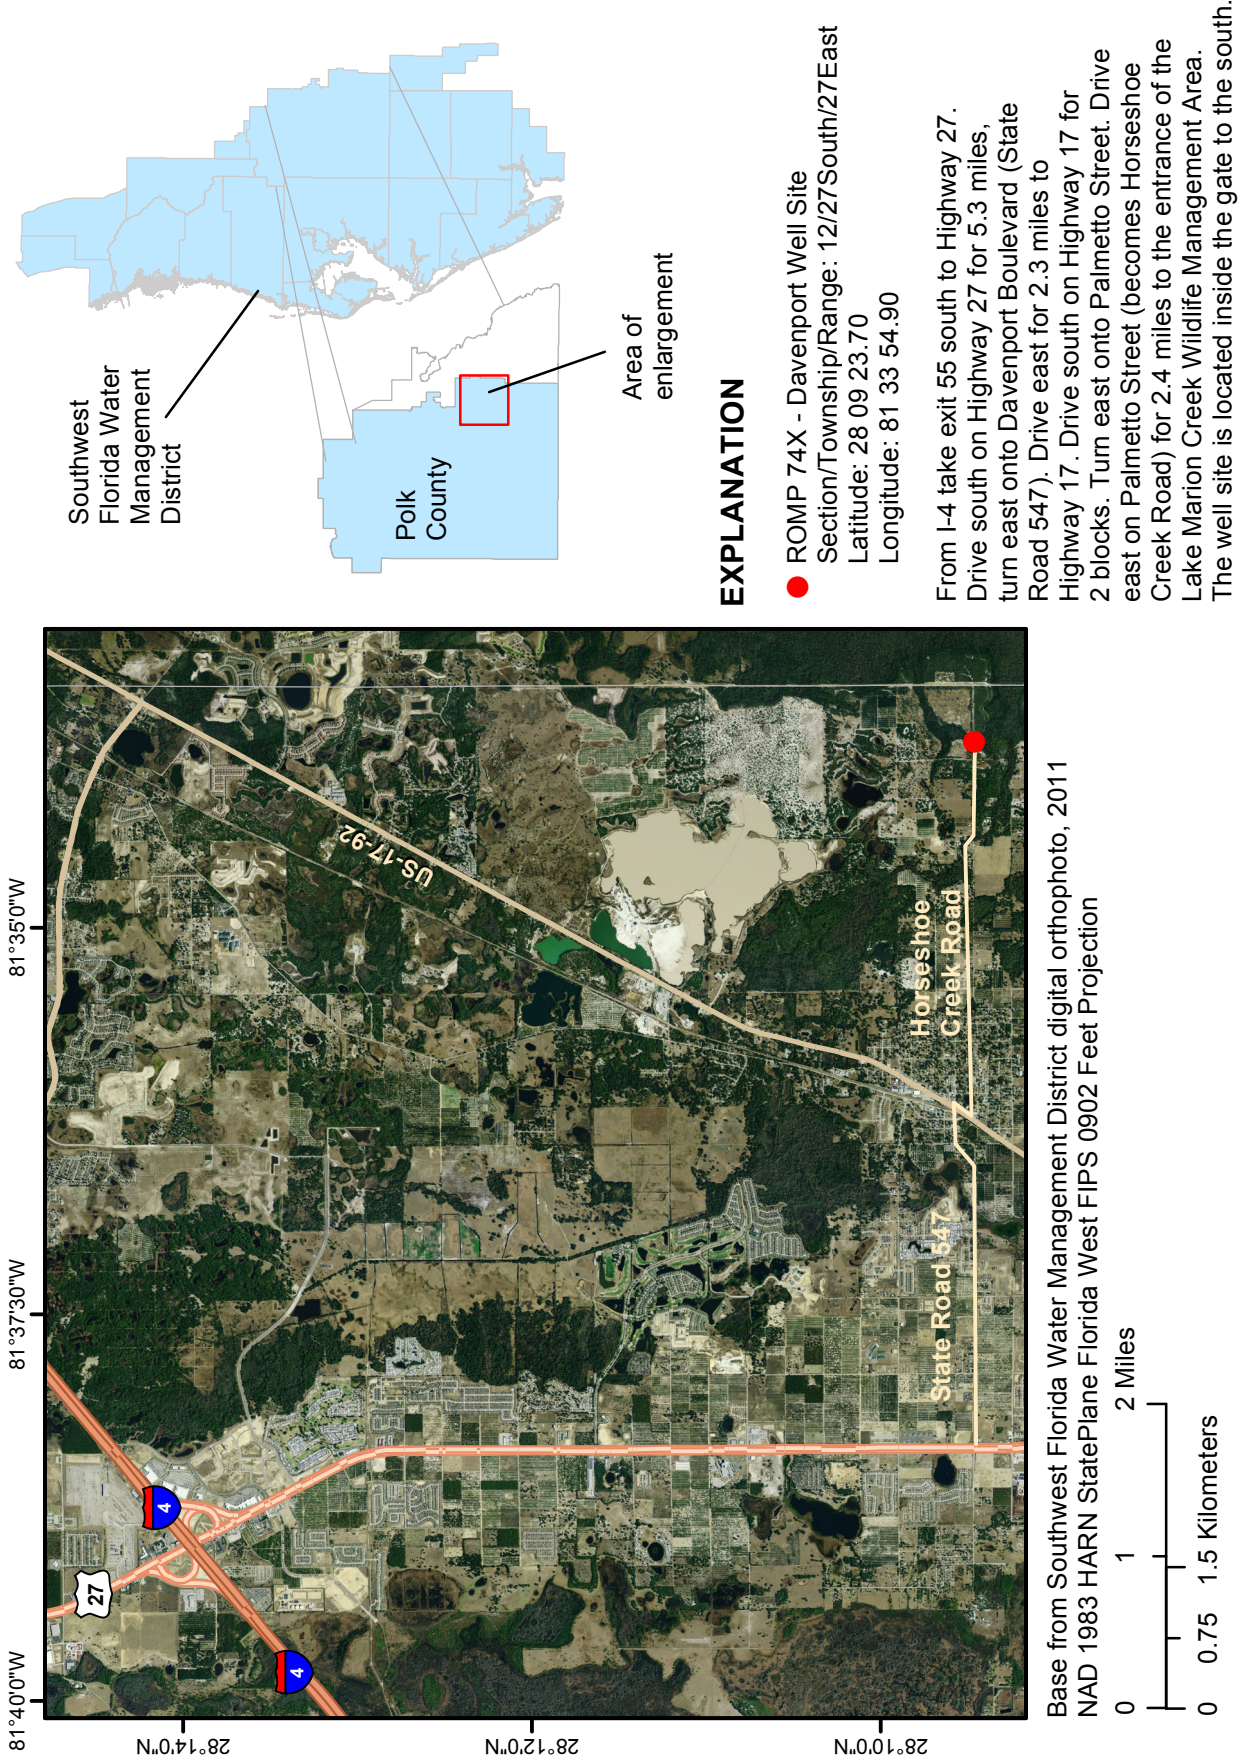 Southwest
Florida Water
Management
District
Polk
County
Area of
enlargement
EXPLANATION
ROMP 74X - Davenport Well Site
Section/Township/Range: 12/27South/27East
Latitude: 28 09 23.70
Longitude: 81 33 54.90
From I-4 take exit 55 south to Highway 27.
Drive south on Highway 27 for 5.3 miles,
turn east onto Davenport Boulevard (State
Road 547). Drive east for 2.3 miles to
Highway 17. Drive south on Highway 17 for
2 blocks. Turn east onto Palmetto Street. Drive
east on Palmetto Street (becomes Horseshoe
Creek Road) for 2.4 miles to the entrance of the
Lake Marion Creek Wildlife Management Area.
The well site is located inside the gate to the south.
81°40'0"W
81°37'30"W
81°35'0"W
28°14'0"N
28°12'0"N
28°10'0"N
27
4
4
US-17-92
State Road 547
Horseshoe
Creek Road
Base from Southwest Florida Water Management District digital orthophoto, 2011
NAD 1983 HARN StatePlane Florida West FIPS 0902 Feet Projection
0 1 2 Miles
0 0.75 1.5 Kilometers